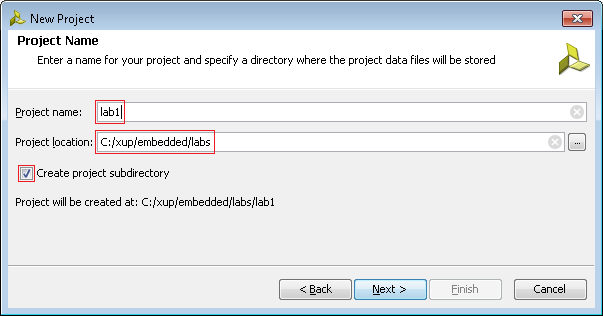 New Project
Project Name
Enter a name for your project and specify a directory where the project data files will be stored
Project name: lab1
Project location: C:/xup/embedded/labs ...
Create project subdirectory
Project will be created at: C:/xup/embedded/labs/lab1
< Back Next > Finish Cancel